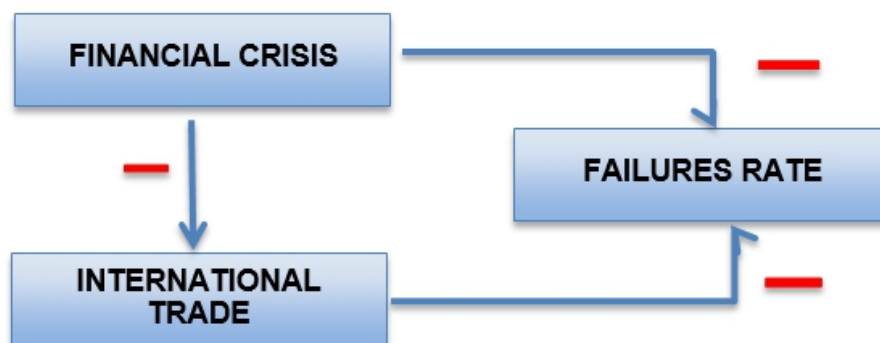 FINANCIAL CRISIS
FAILURES RATE
INTERNATIONAL
TRADE